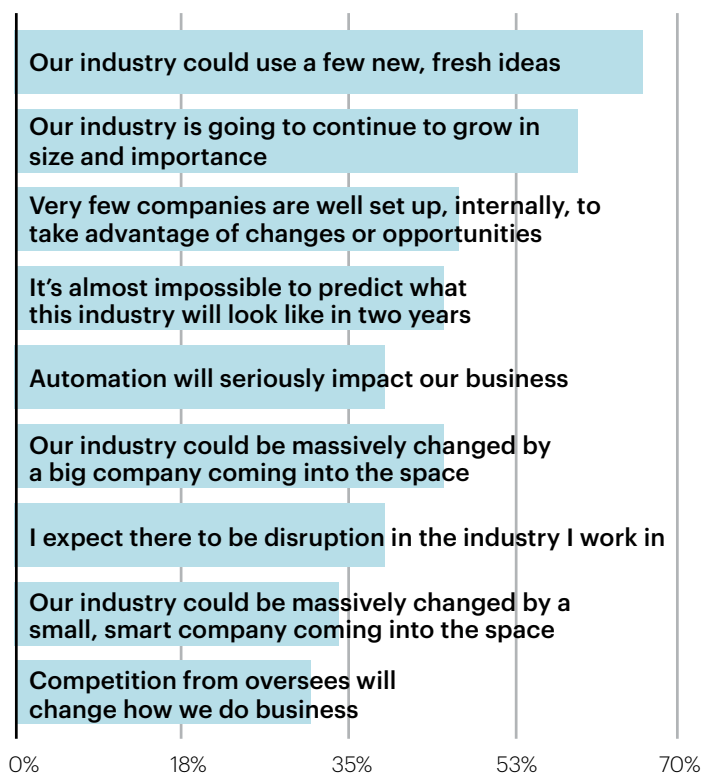 Our industry could use a few new, fresh ideas
Our industry is going to continue to grow in
size and importance
Very few companies are well set up, internally, to
take advantage of changes or opportunities
It’s almost impossible to predict what
this industry will look like in two years
Automation will seriously impact our business
Our industry could be massively changed by
a big company coming into the space
I expect there to be disruption in the industry I work in
Our industry could be massively changed by a
small, smart company coming into the space
Competition from oversees will
change how we do business
0% 18% 35% 53% 70%